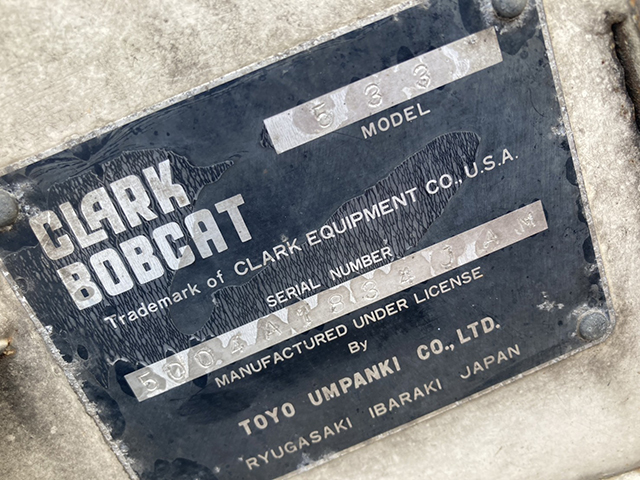 533
MODEL
CLARK
BOBCAT
Trademark of CLARK EQUIPMENT CO., U.S.A.
SERIAL NUMBER
MANUFACTURED UNDER LICENSE
By
TOYO UMPANKI CO., LTD.
RYUGASAKI IBARAKI JAPAN